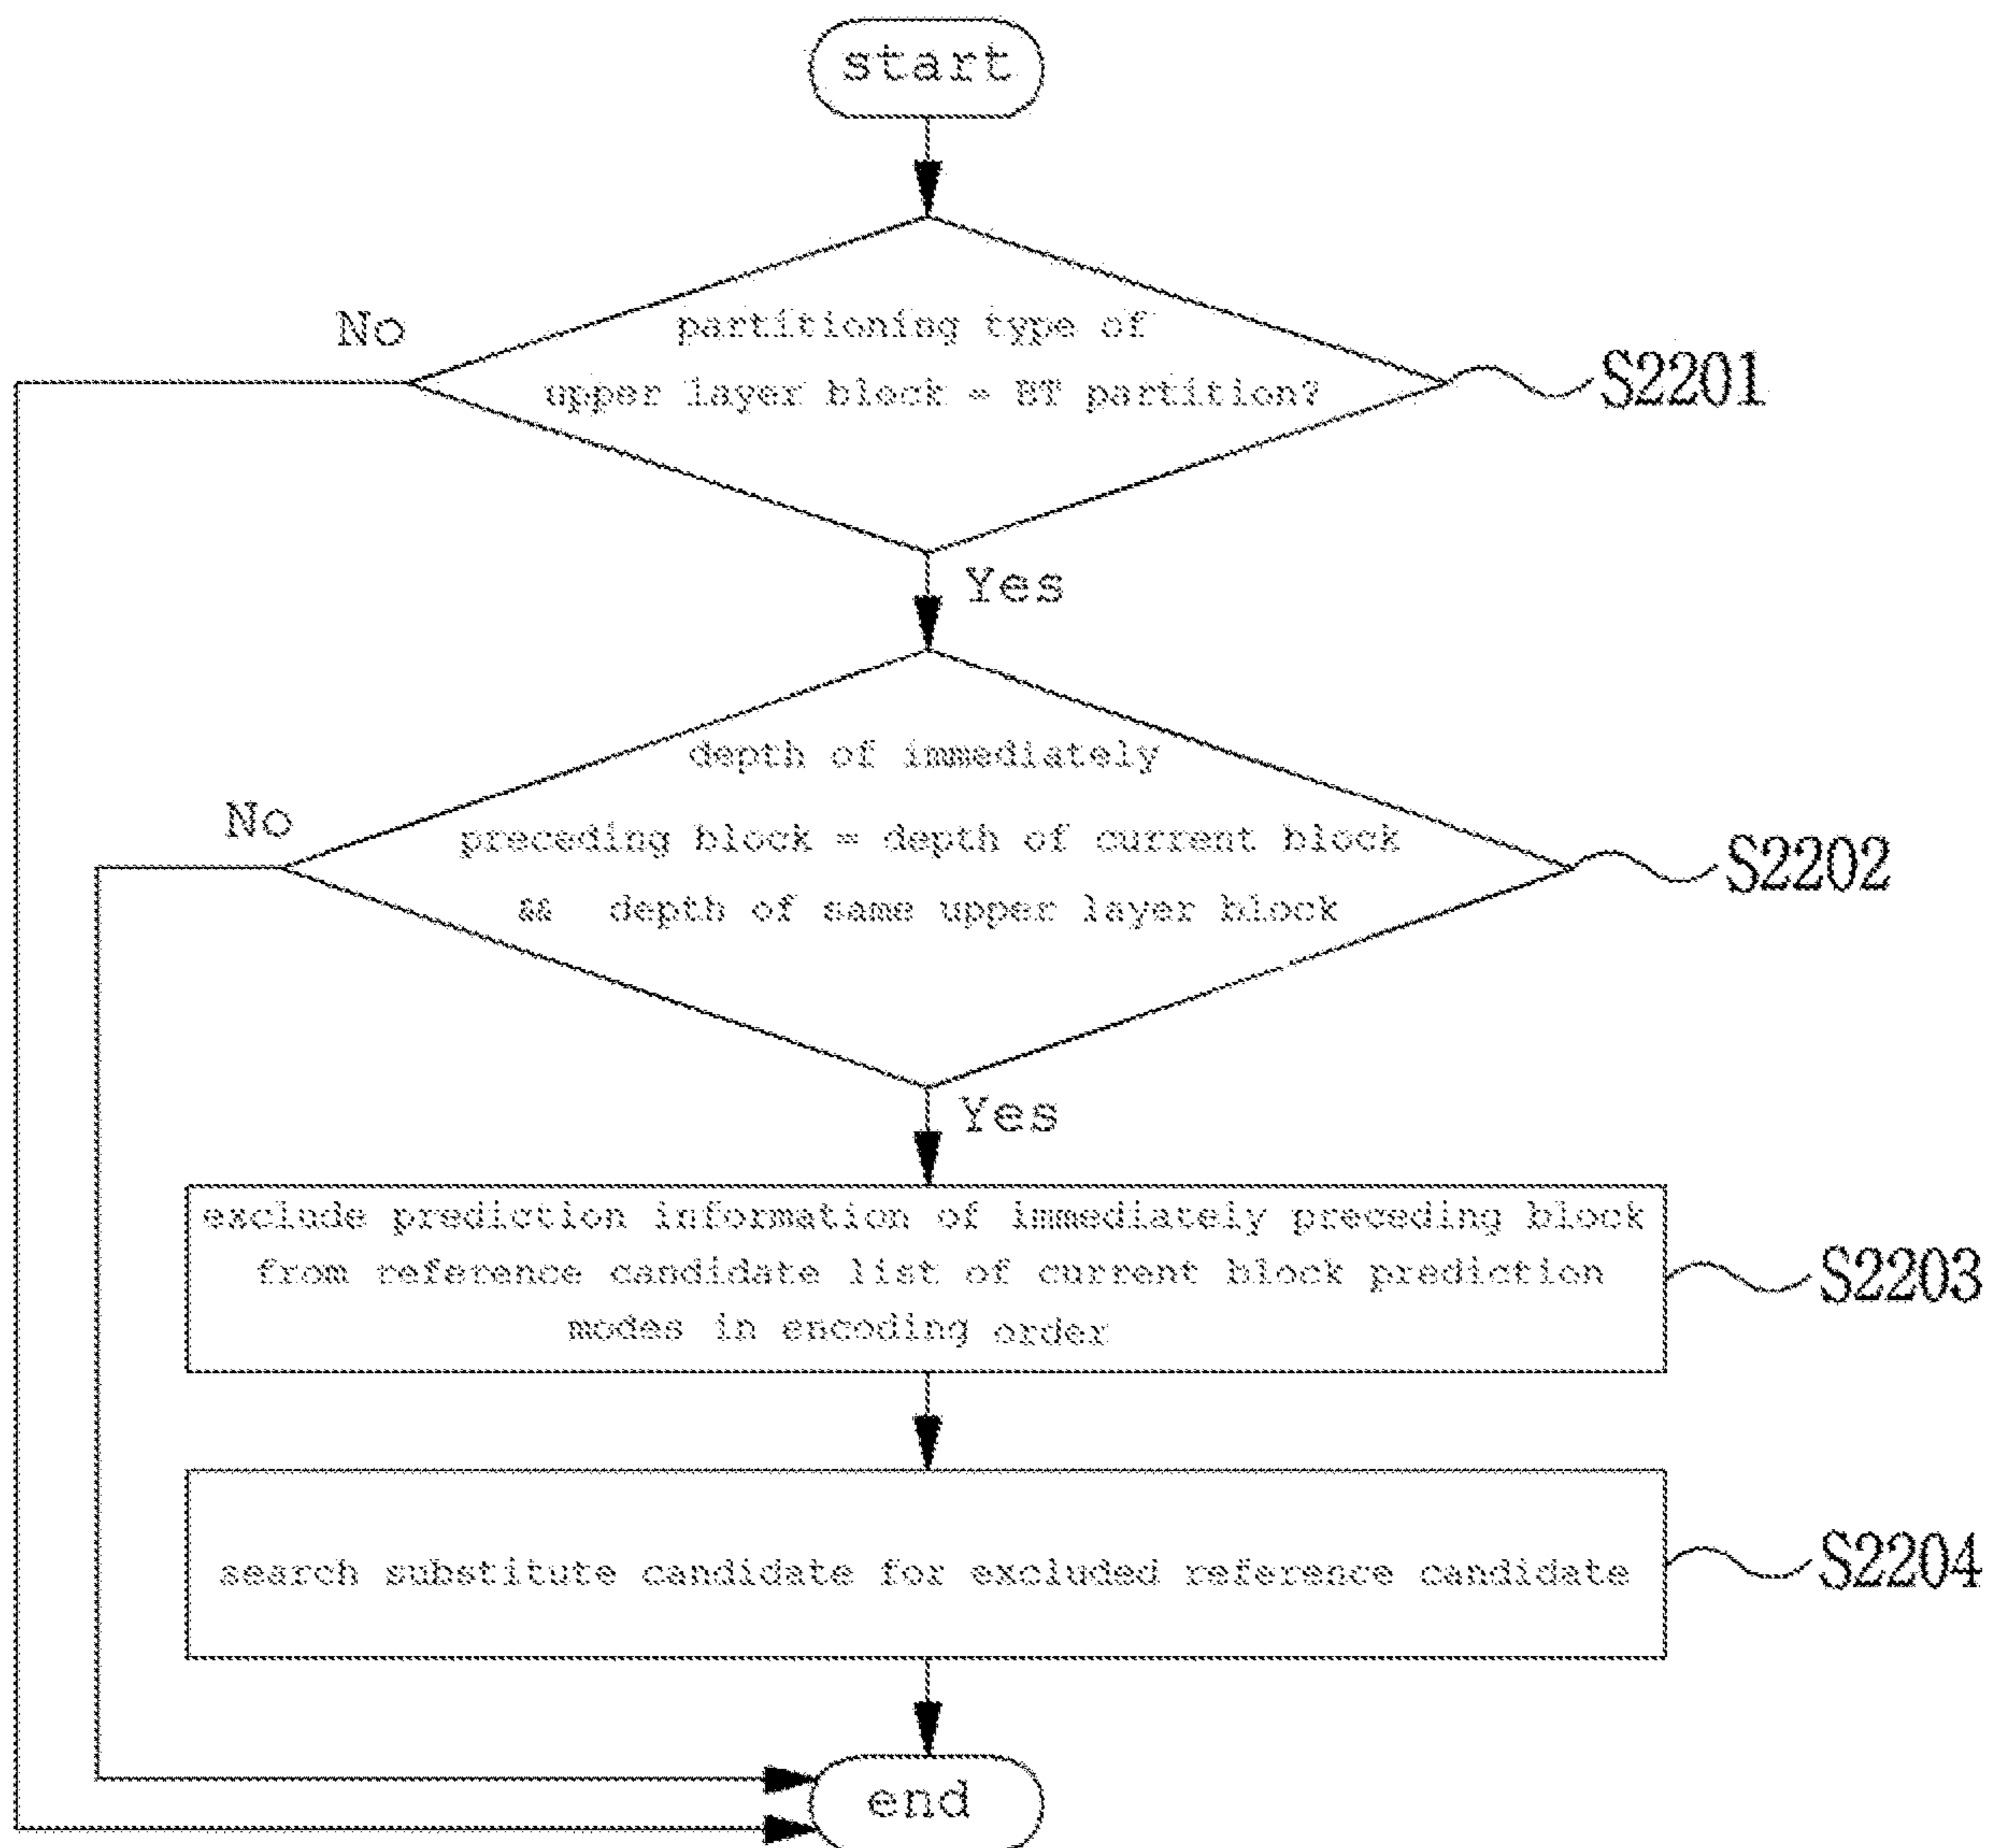 start
No
partitioning type of
upper layer block = BT partition?
S2201
Yes
depth of immediately
No
preceding block = depth of current block
S2202
&& depth of same upper layer block
Yes
exclude prediction information of immediately preceding block
from reference candidate list of current block prediction
modes in encoding order
S2203
search substitute candidate for excluded reference candidate
S2204
end